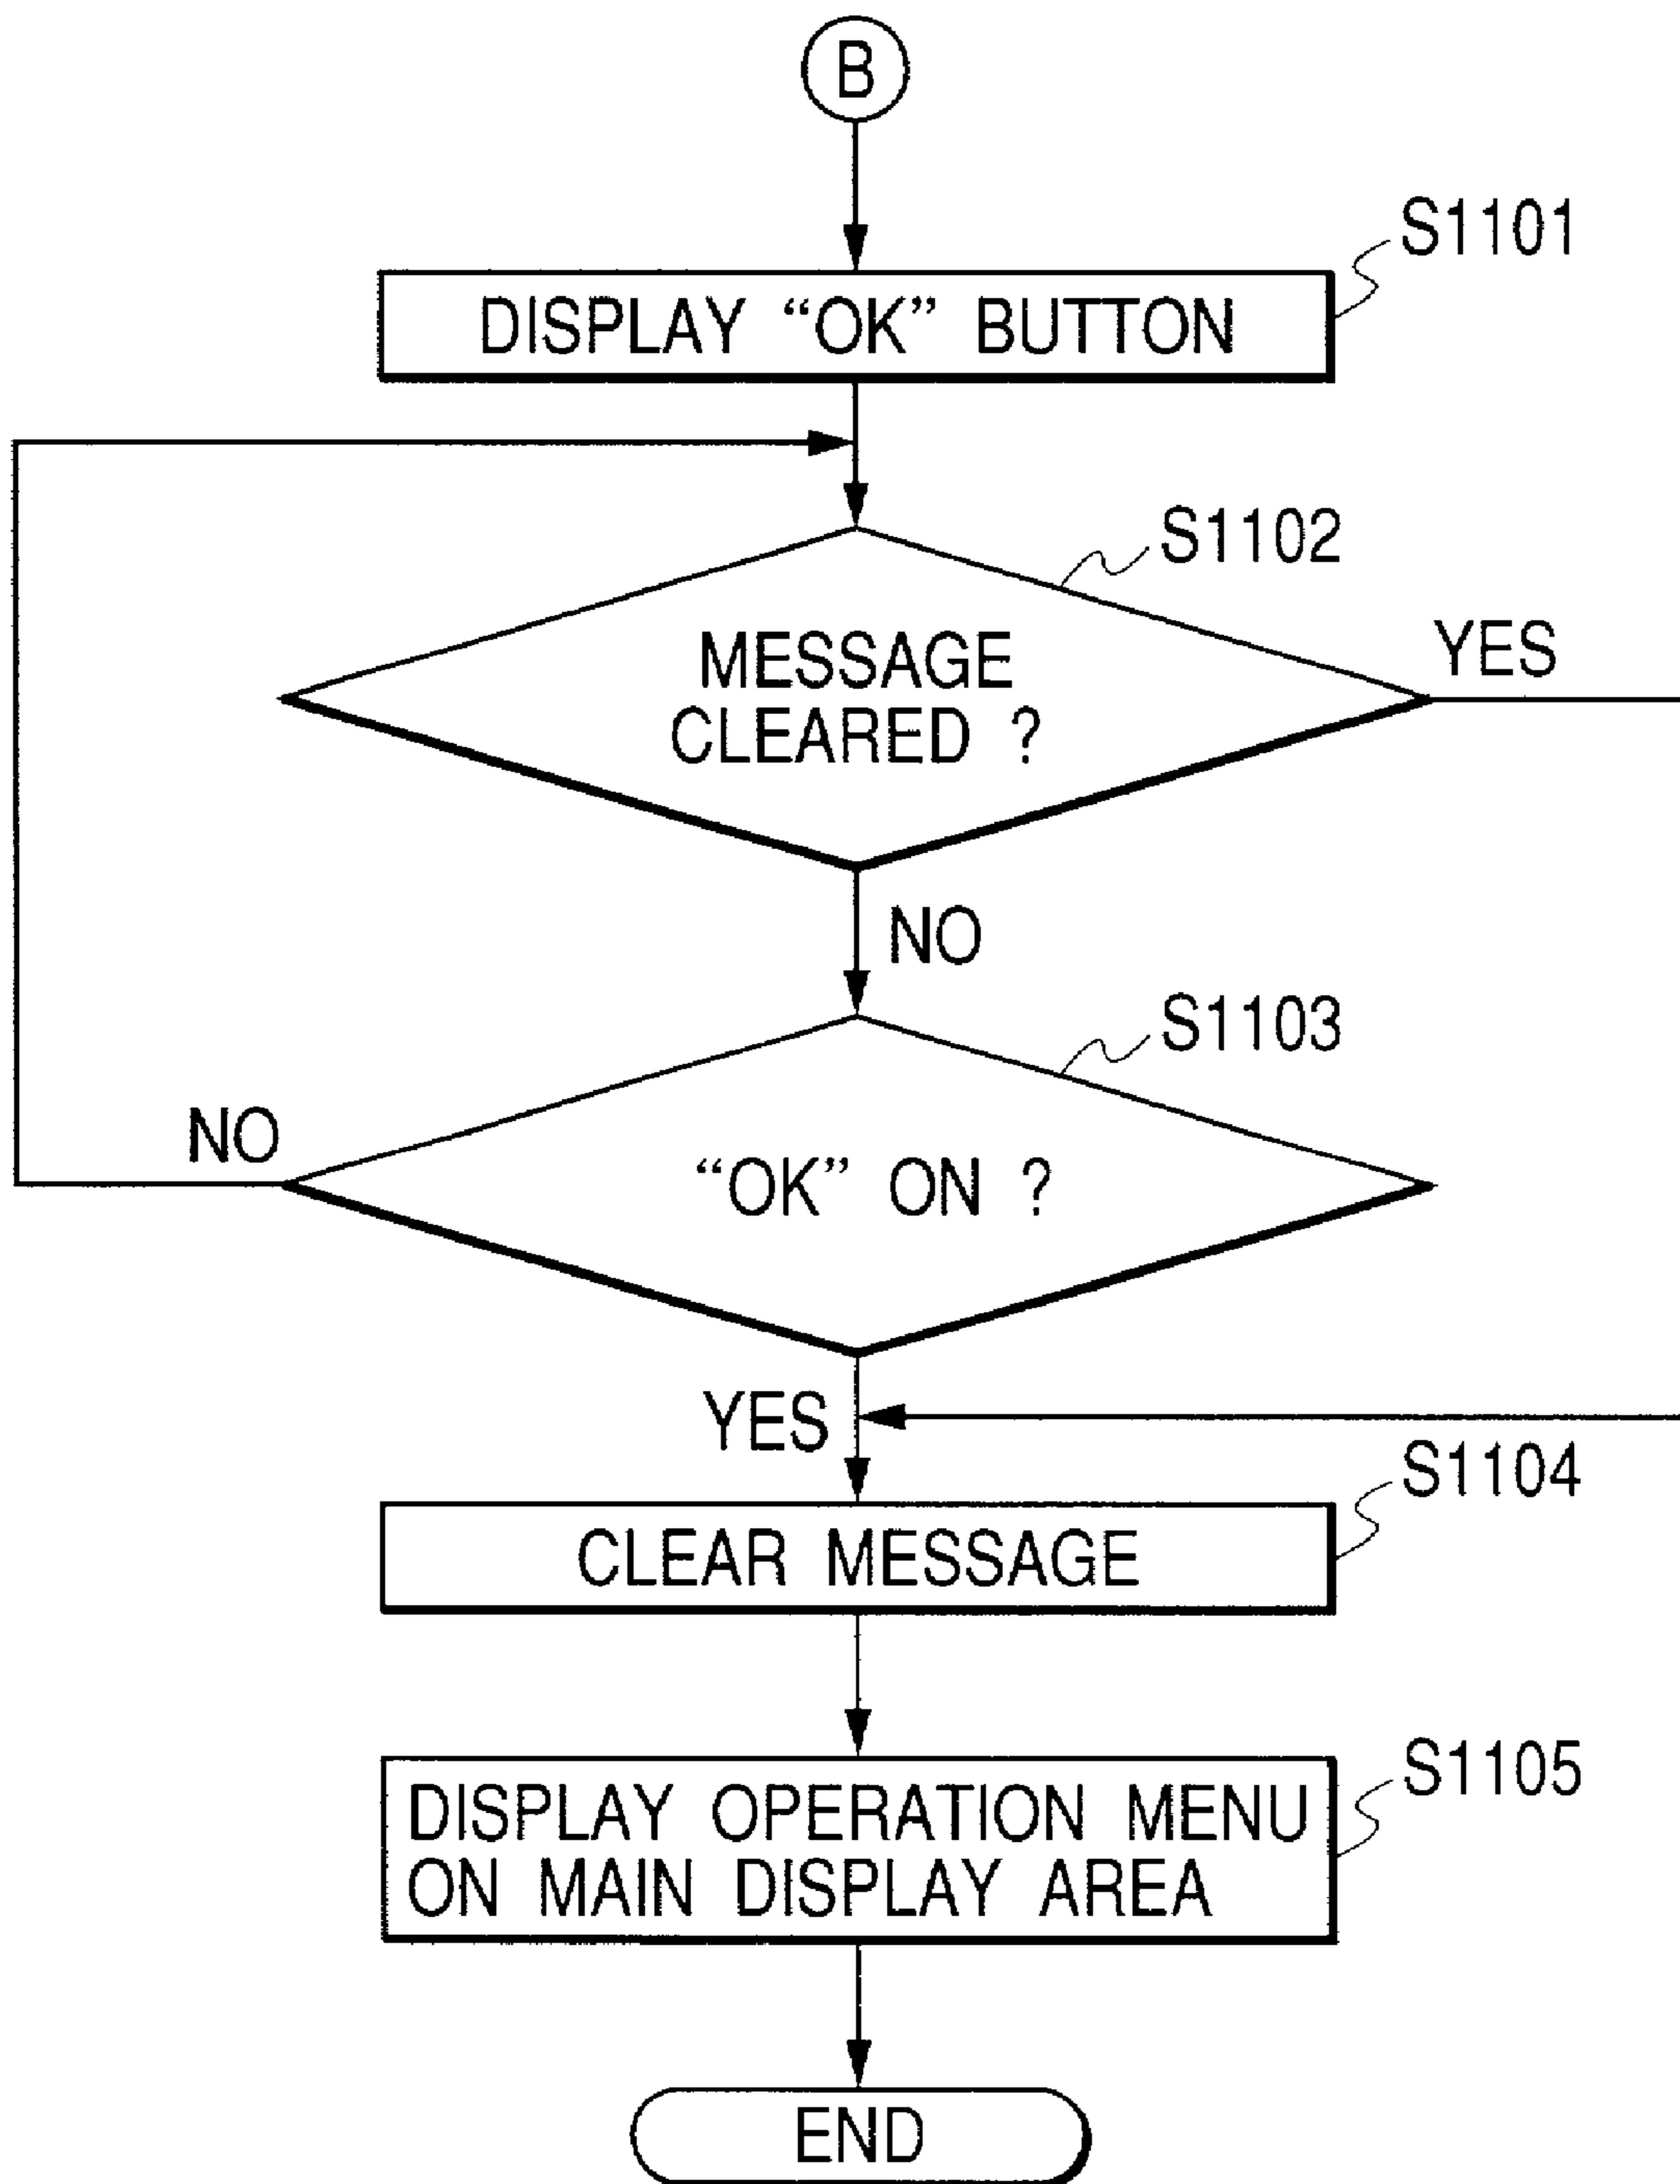 B
S1101
DISPLAY “OK” BUTTON
S1102
MESSAGE
CLEARED ?
YES
NO
S1103
NO
“OK” ON ?
YES
S1104
CLEAR MESSAGE
S1105
DISPLAY OPERATION MENU
ON MAIN DISPLAY AREA
END